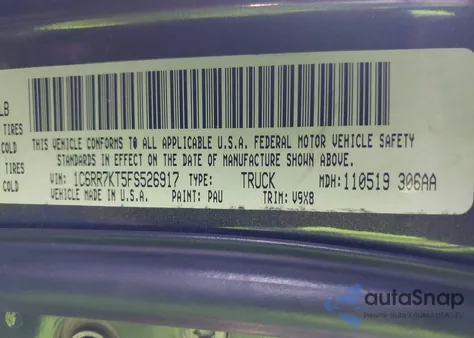 LB
TIRES
COLD
TIRES
COLD
THIS VEHICLE CONFORMS TO ALL APPLICABLE U.S.A. FEDERAL MOTOR VEHICLE SAFETY
STANDARDS IN EFFECT ON THE DATE OF MANUFACTURE SHOWN ABOVE.
VIN: 1C6RR7KT5FS526917 TYPE: TRUCK MDH: 110519 306AA
VEHICLE MADE IN U.S.A. PAINT: PAU TRIM: V9X8
autaSnap